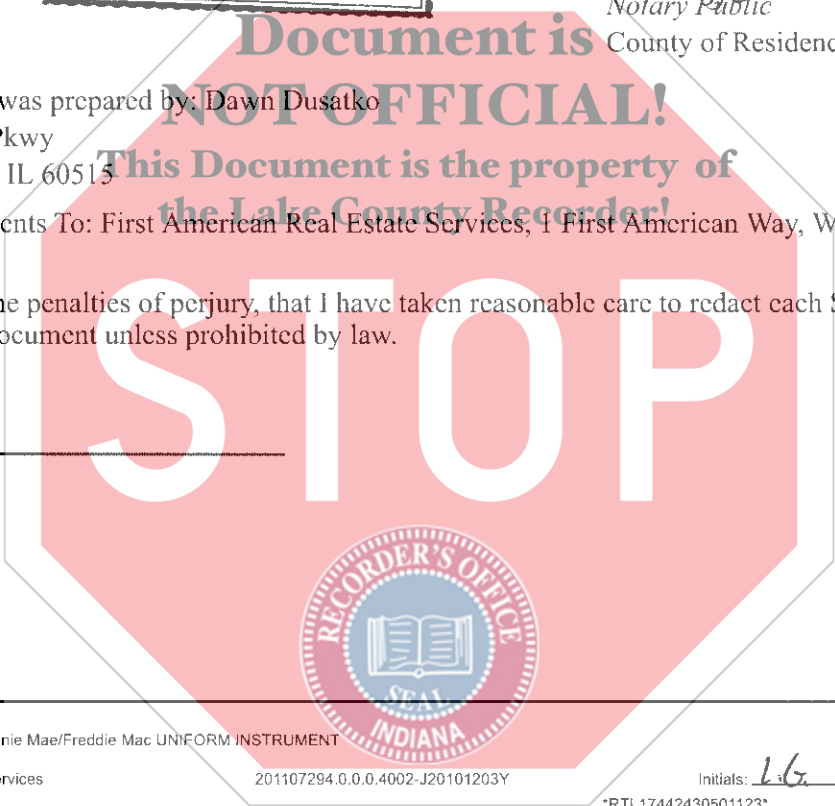 Notary Public
Document is
County of Residenc
was prepared by: Dawn Dusatko
NOT OFFICIAL!
Pkwy
IL 60515
This Document is the property of
the Lake County Recorder!
ents To: First American Real Estate Services, 1 First American Way, W
he penalties of perjury, that I have taken reasonable care to redact each S
ocument unless prohibited by law.
STOP
RECORDER'S OFFICE
SEAL
INDIANA
nie Mae/Freddie Mac UNIFORM INSTRUMENT
ervices
201107294.0.0.0.4002-J20101203Y
Initials: L.G.
*RTL17442430501123*